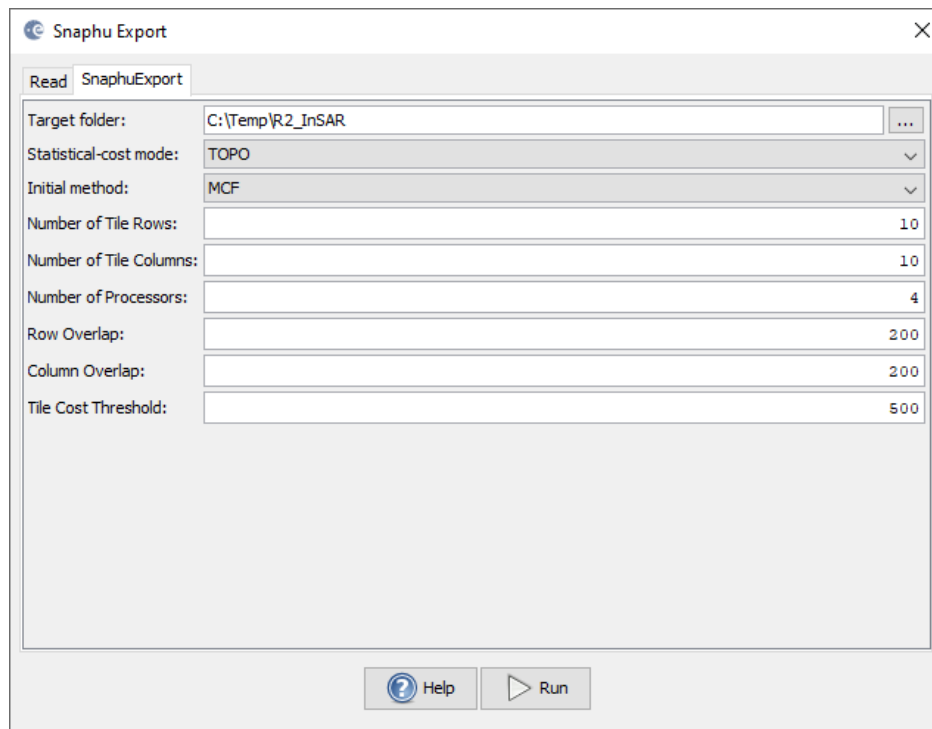 Snaphu Export
Read SnaphuExport
Target folder: C:\Temp\R2_InSAR ...
Statistical-cost mode: TOPO
Initial method: MCF
Number of Tile Rows: 10
Number of Tile Columns: 10
Number of Processors: 4
Row Overlap: 200
Column Overlap: 200
Tile Cost Threshold: 500
Help Run